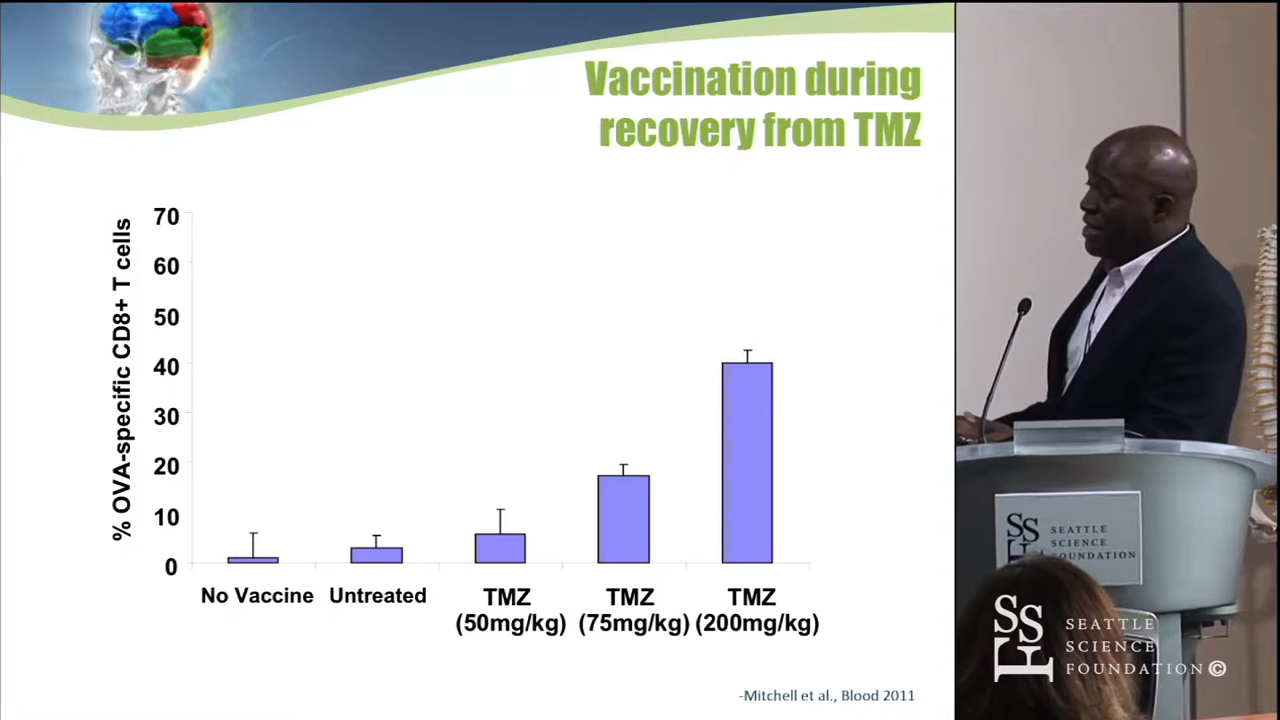 Vaccination during
recovery from TMZ
% OVA-specific CD8+ T cells
70
60
50
40
30
20
10
0
No Vaccine
Untreated
TMZ
(50mg/kg)
TMZ
(75mg/kg)
TMZ
(200mg/kg)
-Mitchell et al., Blood 2011
SSF
SEATTLE
SCIENCE
FOUNDATION
SSF
SEATTLE
SCIENCE
FOUNDATION©